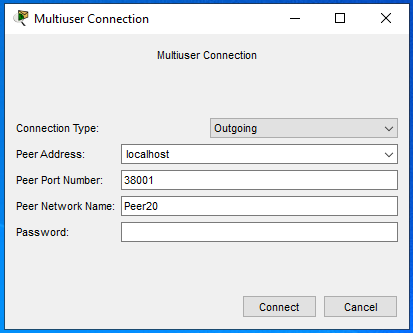 Multiuser Connection
Multiuser Connection
Connection Type: Outgoing
Peer Address: localhost
Peer Port Number: 38001
Peer Network Name: Peer20
Password:
Connect Cancel